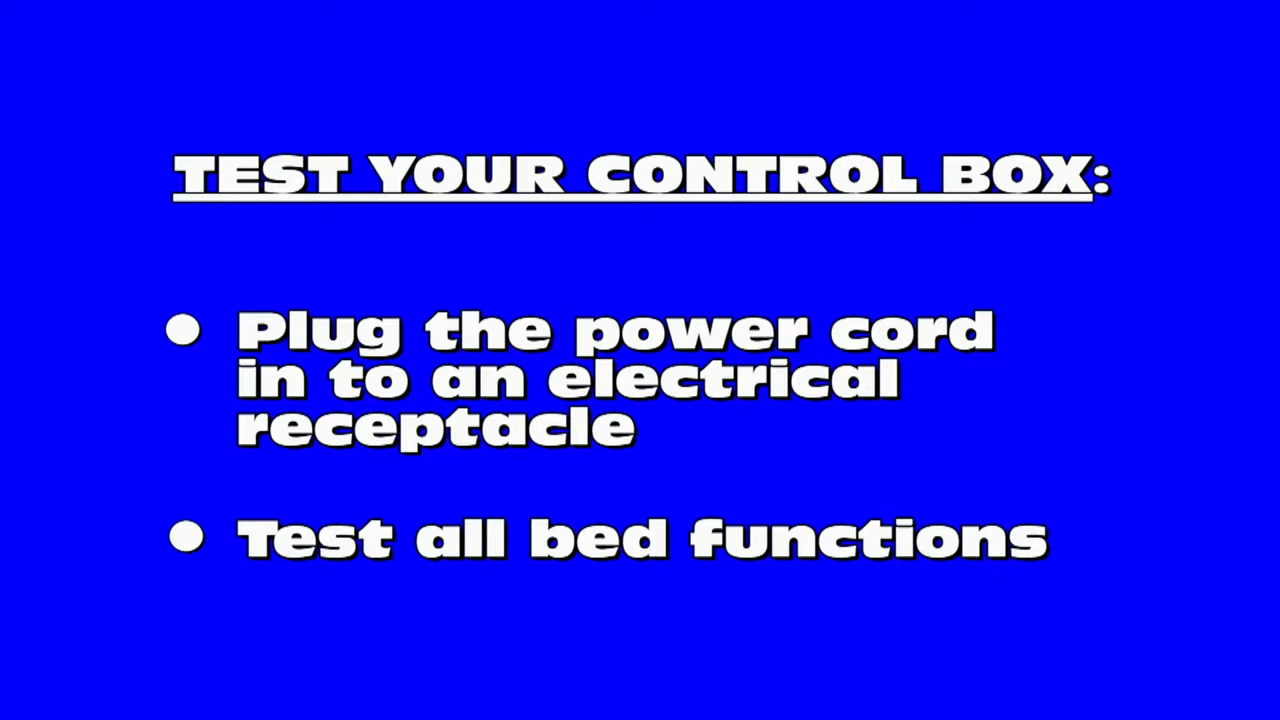 TEST YOUR CONTROL BOX:
● Plug the power cord
in to an electrical
receptacle
● Test all bed functions